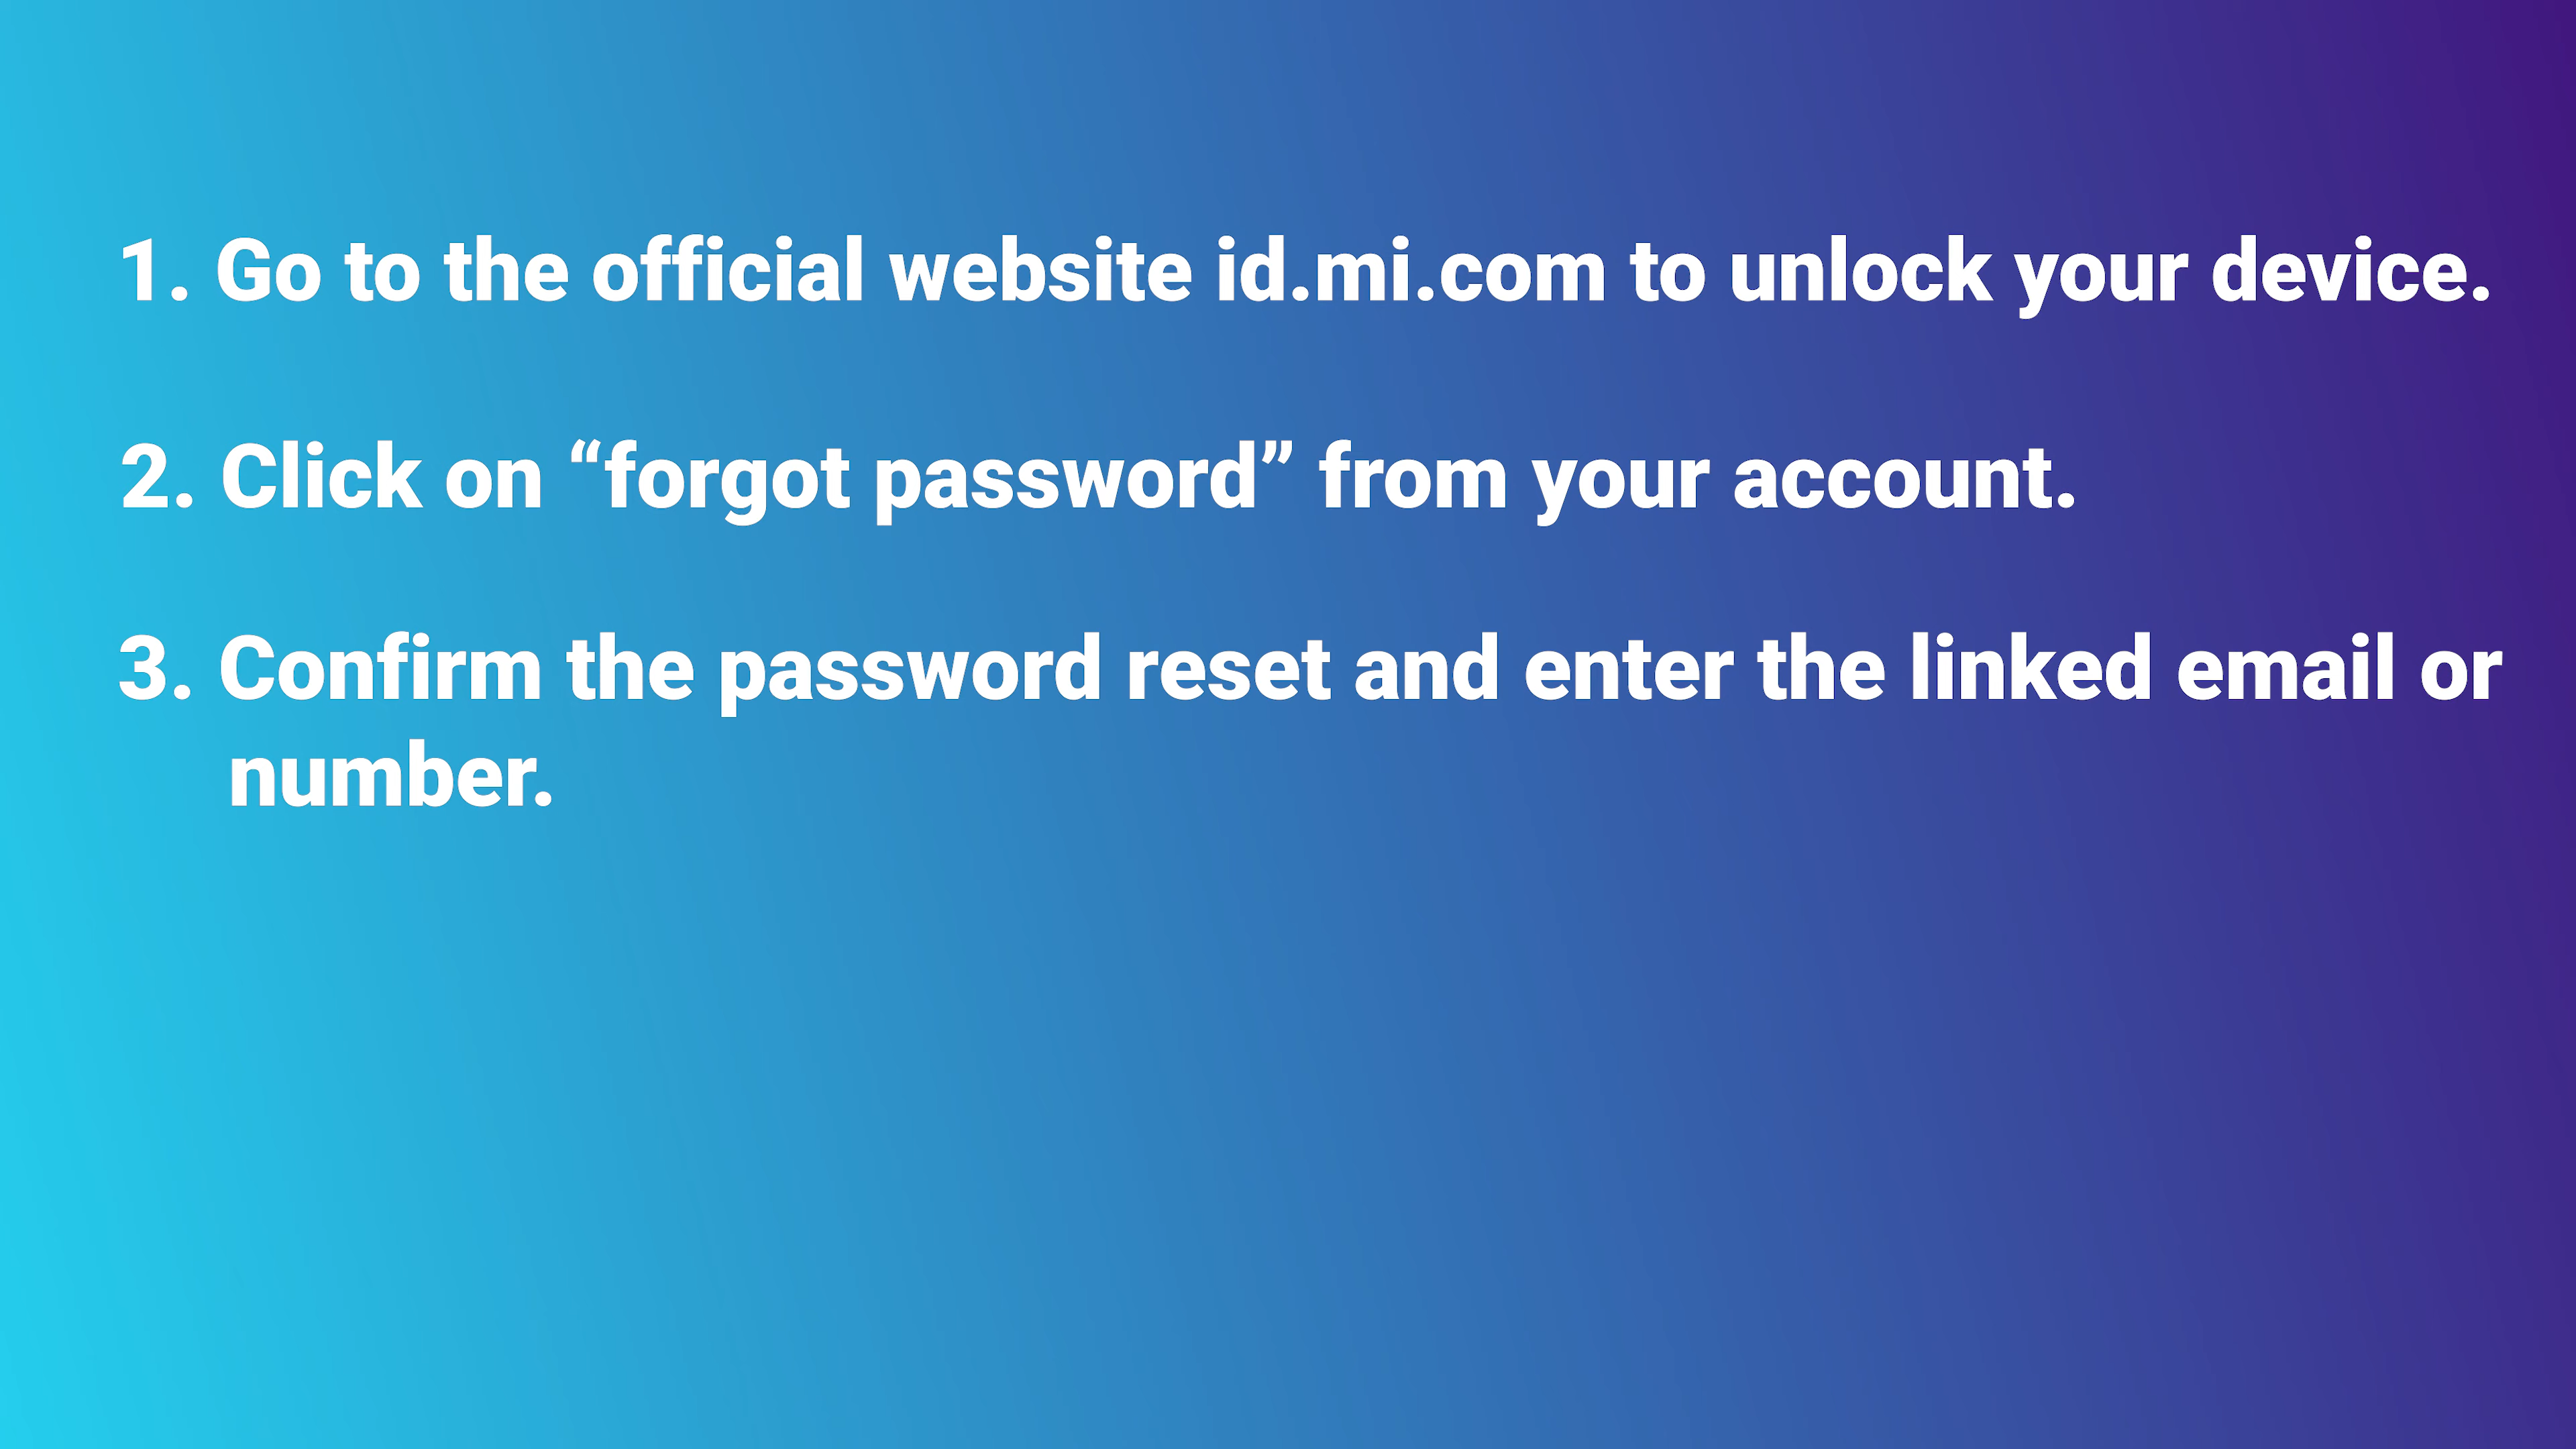 1. Go to the official website id.mi.com to unlock your device.
2. Click on “forgot password” from your account.
3. Confirm the password reset and enter the linked email or
number.